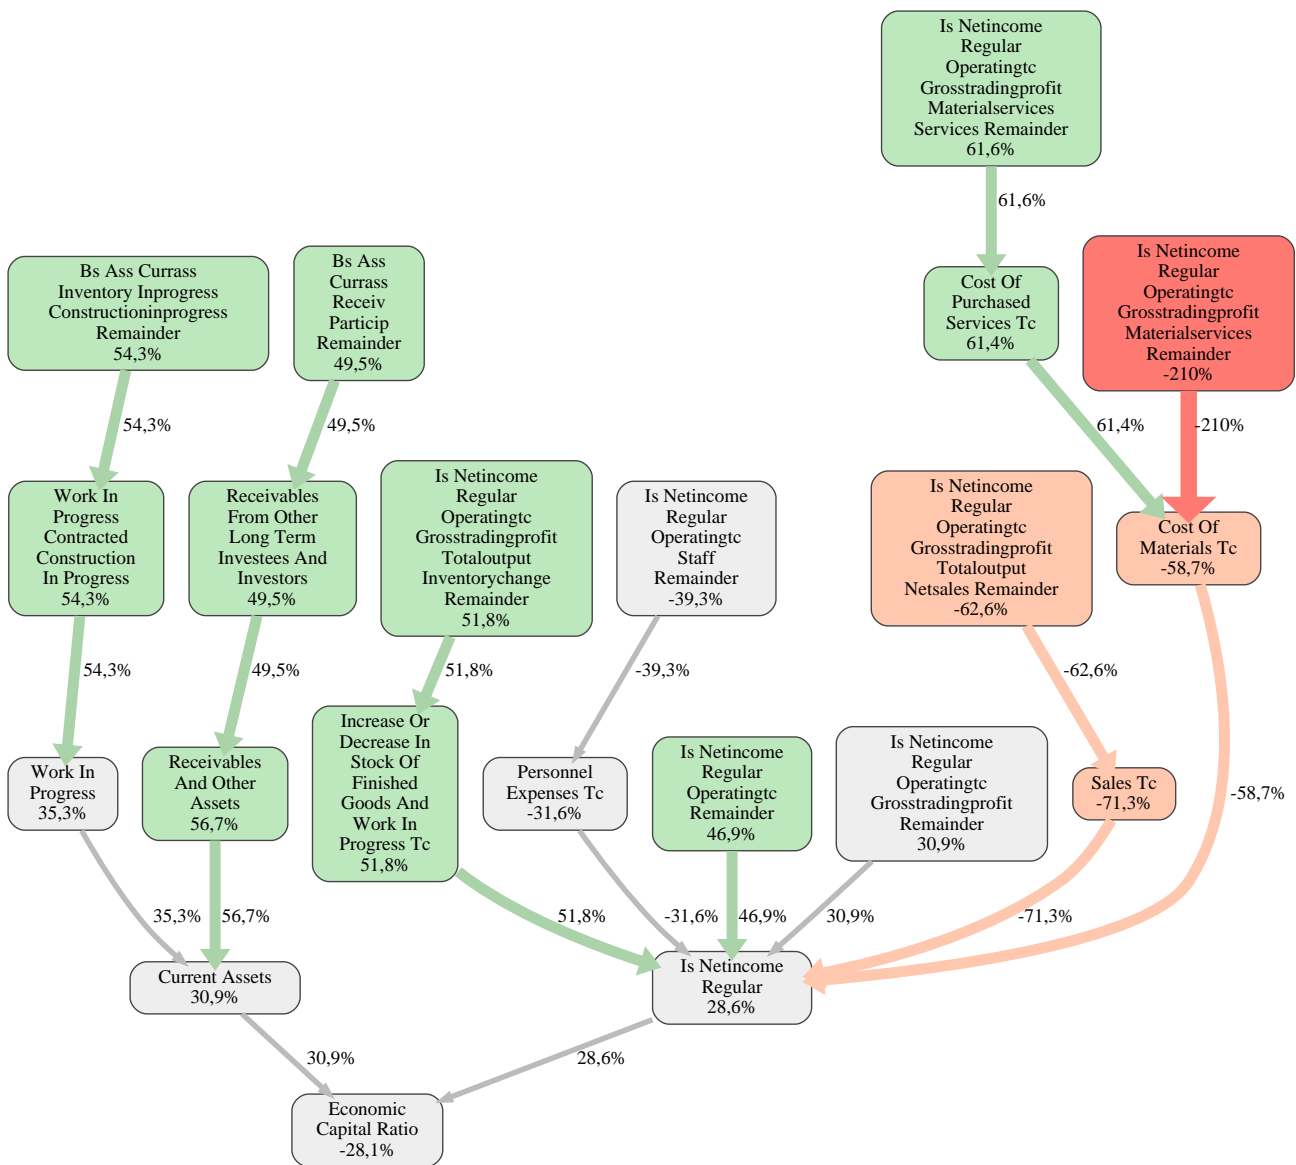 Is Netincome
Regular
Operatingtc
Grosstradingprofit
Materialservices
Services Remainder
61,6%
61,6%
Bs Ass Currass
Inventory Inprogress
Constructioninprogress
Remainder
54,3%
Bs Ass
Currass
Receiv
Particip
Remainder
49,5%
Cost Of
Purchased
Services Tc
61,4%
Is Netincome
Regular
Operatingtc
Grosstradingprofit
Materialservices
Remainder
-210%
54,3%
49,5%
61,4%
-210%
Work In
Progress
Contracted
Construction
In Progress
54,3%
Receivables
From Other
Long Term
Investees And
Investors
49,5%
Is Netincome
Regular
Operatingtc
Grosstradingprofit
Totaloutput
Inventorychange
Remainder
51,8%
Is Netincome
Regular
Operatingtc
Staff
Remainder
-39,3%
Is Netincome
Regular
Operatingtc
Grosstradingprofit
Totaloutput
Netsales Remainder
-62,6%
Cost Of
Materials Tc
-58,7%
54,3%
49,5%
51,8%
-39,3%
-62,6%
Work In
Progress
35,3%
Receivables
And Other
Assets
56,7%
Increase Or
Decrease In
Stock Of
Finished
Goods And
Work In
Progress Tc
51,8%
Personnel
Expenses Tc
-31,6%
Is Netincome
Regular
Operatingtc
Remainder
46,9%
Is Netincome
Regular
Operatingtc
Grosstradingprofit
Remainder
30,9%
Sales Tc
-71,3%
-58,7%
35,3%
56,7%
51,8%
-31,6%
46,9%
30,9%
-71,3%
Current Assets
30,9%
Is Netincome
Regular
28,6%
30,9%
28,6%
Economic
Capital Ratio
-28,1%